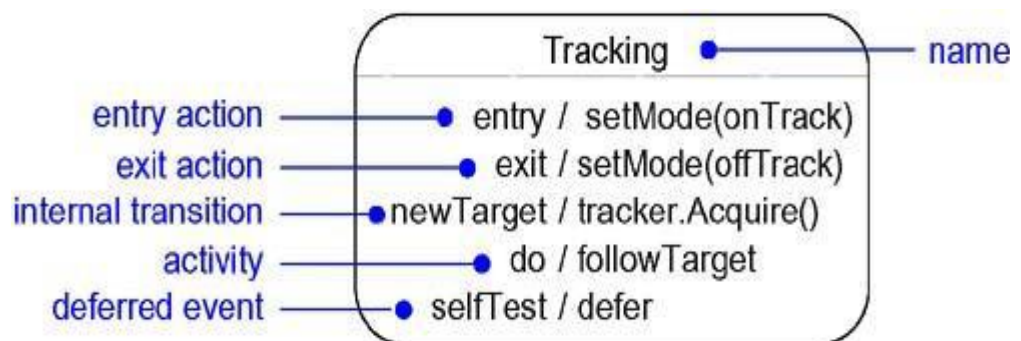 Tracking name
entry action entry / setMode(onTrack)
exit action exit / setMode(offTrack)
internal transition newTarget / tracker.Acquire()
activity do / followTarget
deferred event selfTest / defer